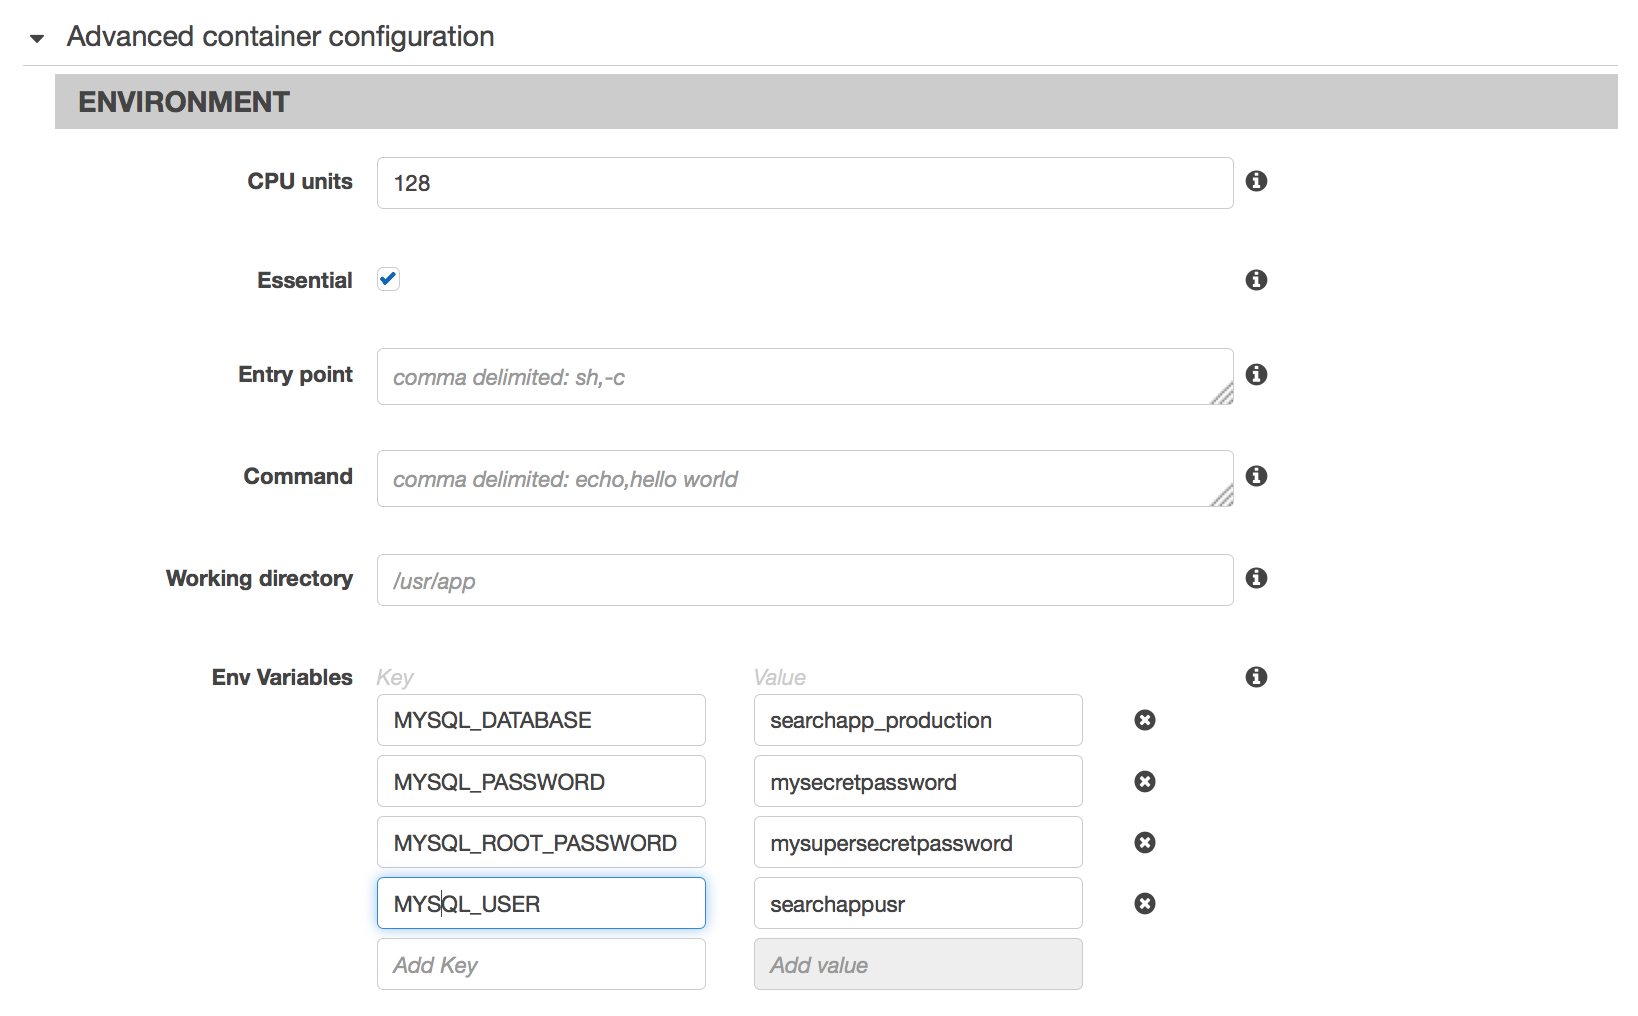 Advanced container configuration
ENVIRONMENT
CPU units 128
Essential
Entry point comma delimited: sh,-c
Command comma delimited: echo,hello world
Working directory /usr/app
Env Variables Key Value
MYSQL_DATABASE searchapp_production
MYSQL_PASSWORD mysecretpassword
MYSQL_ROOT_PASSWORD mysupersecretpassword
MYSQL_USER searchappusr
Add Key Add value